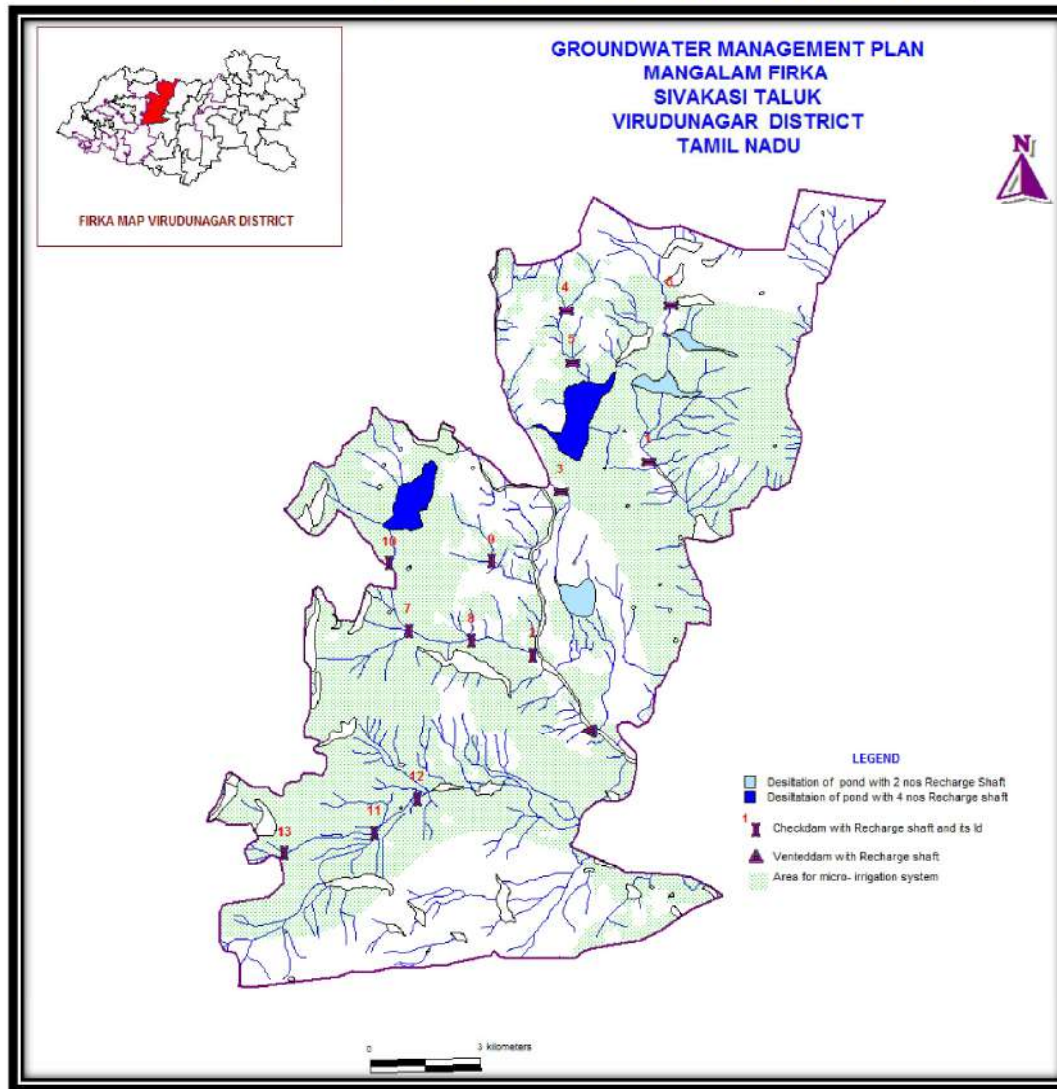 GROUNDWATER MANAGEMENT PLAN
MANGALAM FIRKA
SIVAKASI TALUK
VIRUDUNAGAR DISTRICT
TAMIL NADU
FIRKA MAP VIRUDUNAGAR DISTRICT
N
4
6
5
1
3
9
10
7
8
2
12
11
13
LEGEND
Desiltation of pond with 2 nos Recharge Shaft
Desiltataion of pond with 4 nos Recharge shaft
1
Checkdam with Recharge shaft and its Id
Venteddam with Recharge shaft
Area for micro- irrigation system
0 3 kilometers